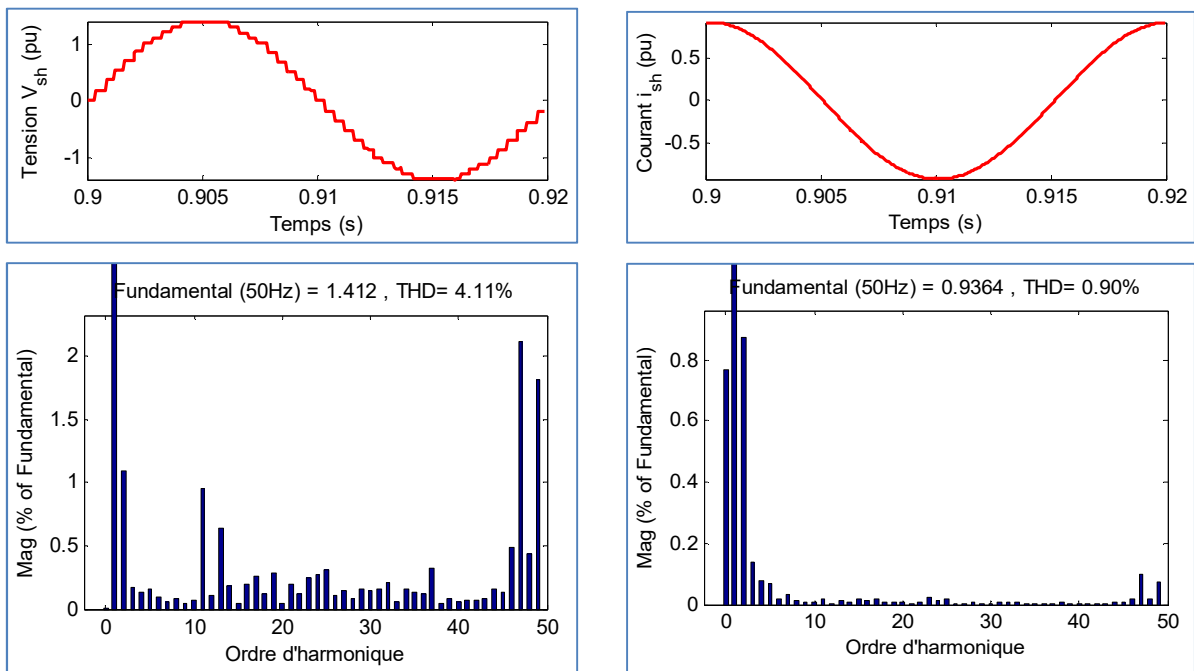 Tension V_sh (pu)
1
0
-1
0.9 0.905 0.91 0.915 0.92
Temps (s)
Courant i_sh (pu)
0.5
0
-0.5
0.9 0.905 0.91 0.915 0.92
Temps (s)
Fundamental (50Hz) = 1.412 , THD= 4.11%
Mag (% of Fundamental)
2
1.5
1
0.5
0
0 10 20 30 40 50
Ordre d'harmonique
Fundamental (50Hz) = 0.9364 , THD= 0.90%
Mag (% of Fundamental)
0.8
0.6
0.4
0.2
0
0 10 20 30 40 50
Ordre d'harmonique